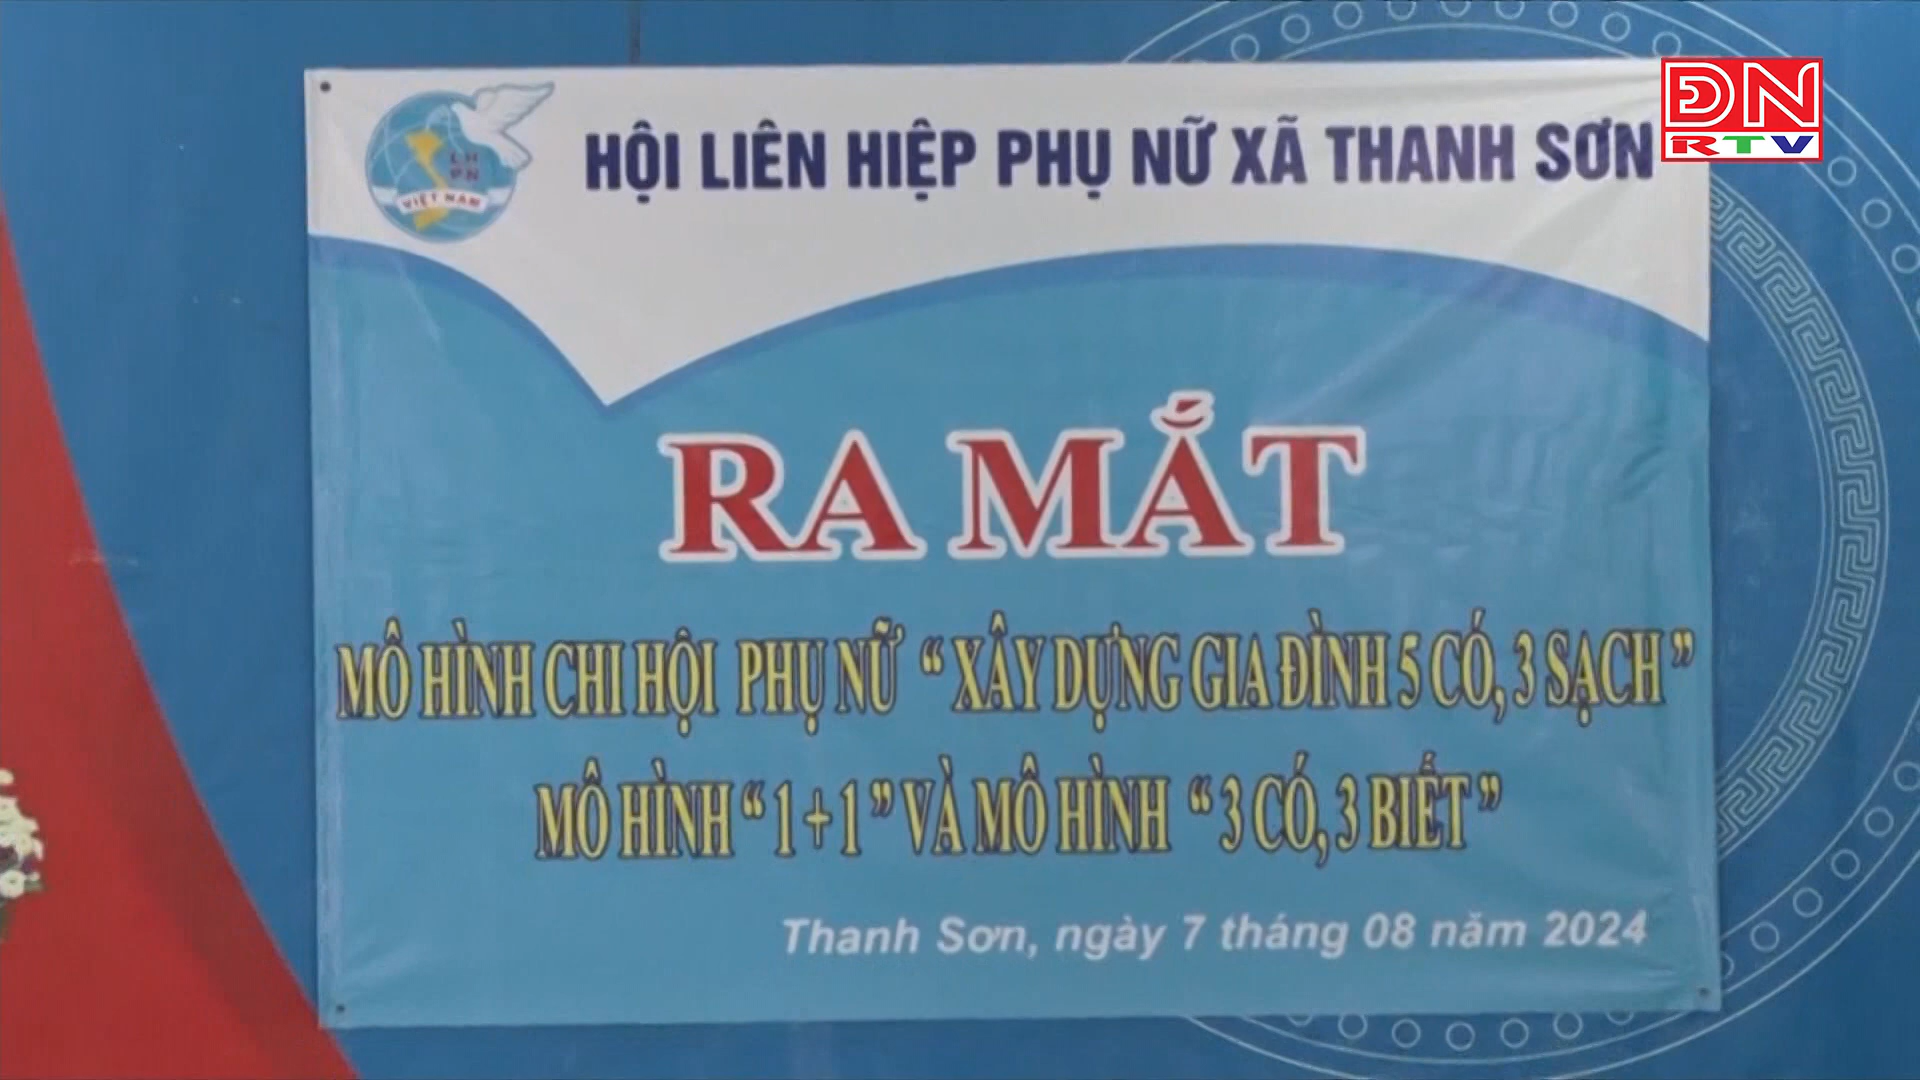 ĐN
RTV
HỘI LIÊN HIỆP PHỤ NỮ XÃ THANH SƠN
LH
PN
VIỆT NAM
RA MẮT
MÔ HÌNH CHI HỘI PHỤ NỮ “ XÂY DỰNG GIA ĐÌNH 5 CÓ, 3 SẠCH ”
MÔ HÌNH “ 1 + 1 ” VÀ MÔ HÌNH “ 3 CÓ, 3 BIẾT ”
Thanh Sơn, ngày 7 tháng 08 năm 2024